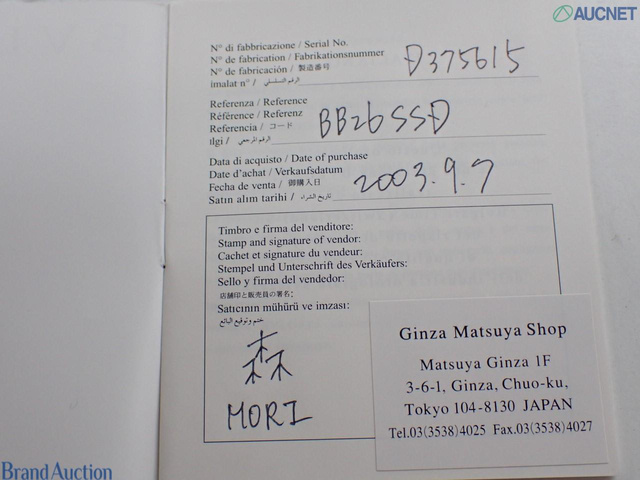 AUCNET
N° di fabbricazione / Serial No.
N° de fabrication / Fabrikationsnummer
N° de fabricación / 製造番号
imalat n° / الرقم التسلسلي
D375615
Referenza / Reference
Référence / Referenz
Referencia / コード
ilgi / الرقم المرجعي
BB26SSD
Data di acquisto / Date of purchase
Date d'achat / Verkaufsdatum
Fecha de venta / 御購入日
Satın alım tarihi / تاريخ الشراء
2003.9.7
Timbro e firma del venditore:
Stamp and signature of vendor:
Cachet et signature du vendeur:
Stempel und Unterschrift des Verkäufers:
Sello y firma del vendedor:
店舗印と販売員の署名:
Satıcının mühürü ve imzası:
ختم وتوقيع البائع
森
MORI
Ginza Matsuya Shop
Matsuya Ginza 1F
3-6-1, Ginza, Chuo-ku,
Tokyo 104-8130 JAPAN
Tel.03(3538)4025 Fax.03(3538)4027
Brand Auction